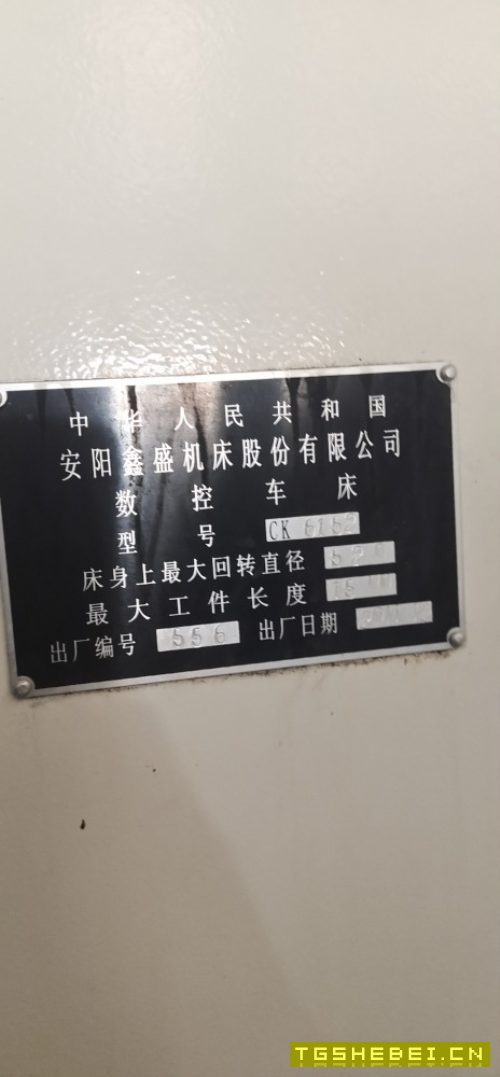 中华人民共和国
安阳鑫盛机床股份有限公司
数控车床
型号 CK 6152
床身上最大回转直径 520
最大工件长度
出厂编号 556 出厂日期
TGSHEBEI.CN